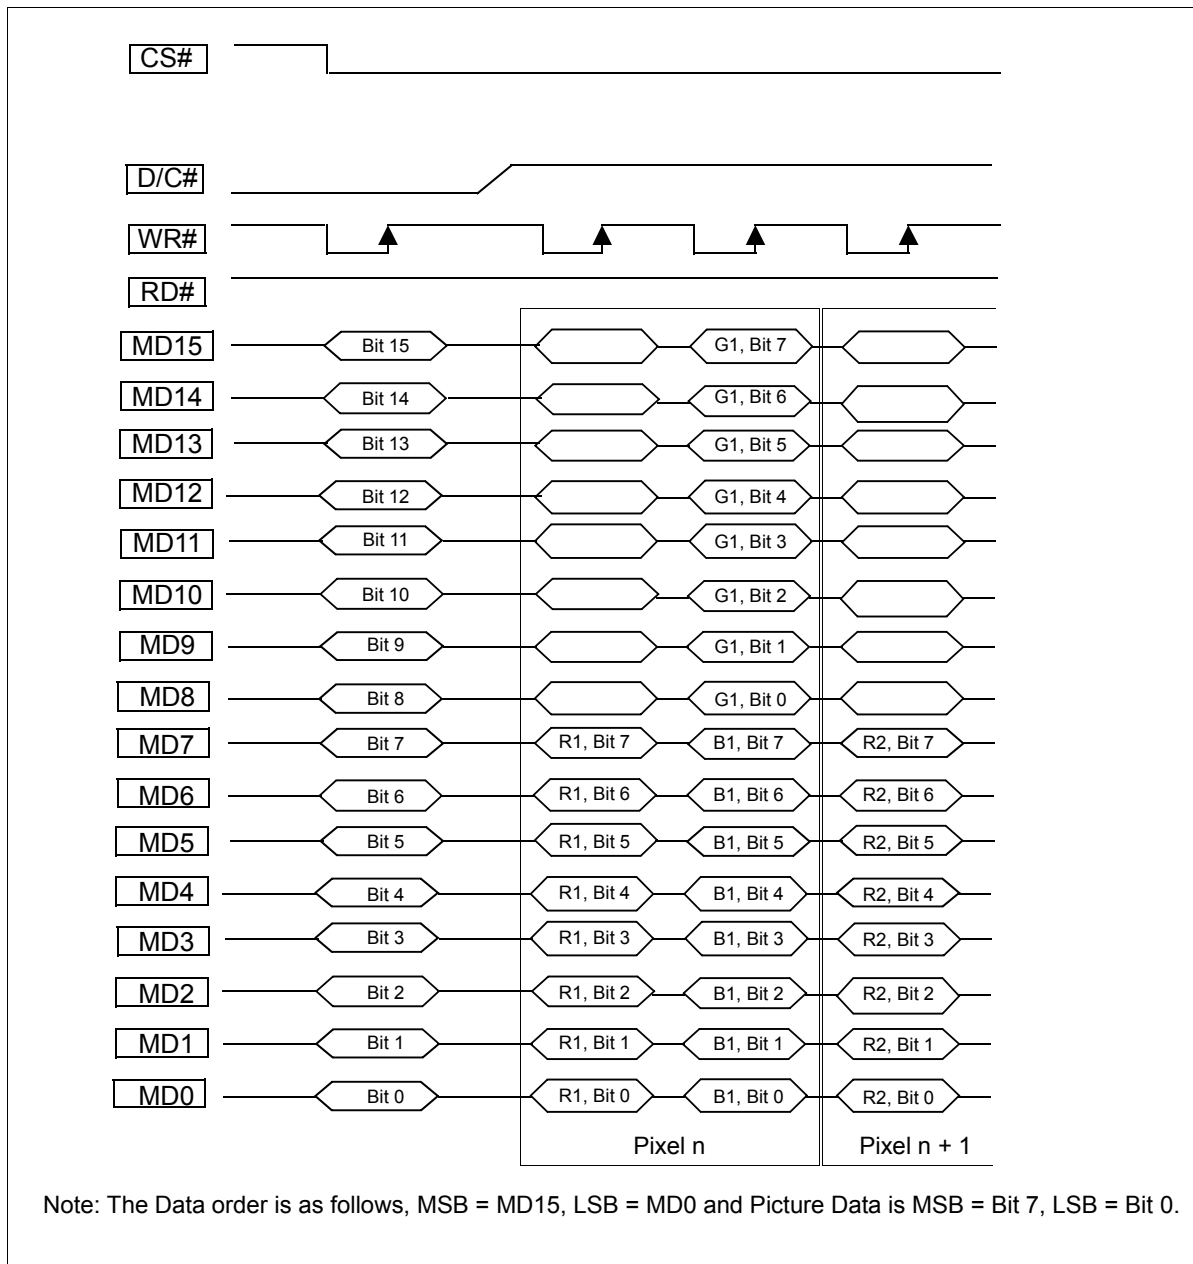 CS#
D/C#
WR#
RD#
MD15 Bit 15 G1, Bit 7
MD14 Bit 14 G1, Bit 6
MD13 Bit 13 G1, Bit 5
MD12 Bit 12 G1, Bit 4
MD11 Bit 11 G1, Bit 3
MD10 Bit 10 G1, Bit 2
MD9 Bit 9 G1, Bit 1
MD8 Bit 8 G1, Bit 0
MD7 Bit 7 R1, Bit 7 B1, Bit 7 R2, Bit 7
MD6 Bit 6 R1, Bit 6 B1, Bit 6 R2, Bit 6
MD5 Bit 5 R1, Bit 5 B1, Bit 5 R2, Bit 5
MD4 Bit 4 R1, Bit 4 B1, Bit 4 R2, Bit 4
MD3 Bit 3 R1, Bit 3 B1, Bit 3 R2, Bit 3
MD2 Bit 2 R1, Bit 2 B1, Bit 2 R2, Bit 2
MD1 Bit 1 R1, Bit 1 B1, Bit 1 R2, Bit 1
MD0 Bit 0 R1, Bit 0 B1, Bit 0 R2, Bit 0
Pixel n Pixel n + 1
Note: The Data order is as follows, MSB = MD15, LSB = MD0 and Picture Data is MSB = Bit 7, LSB = Bit 0.